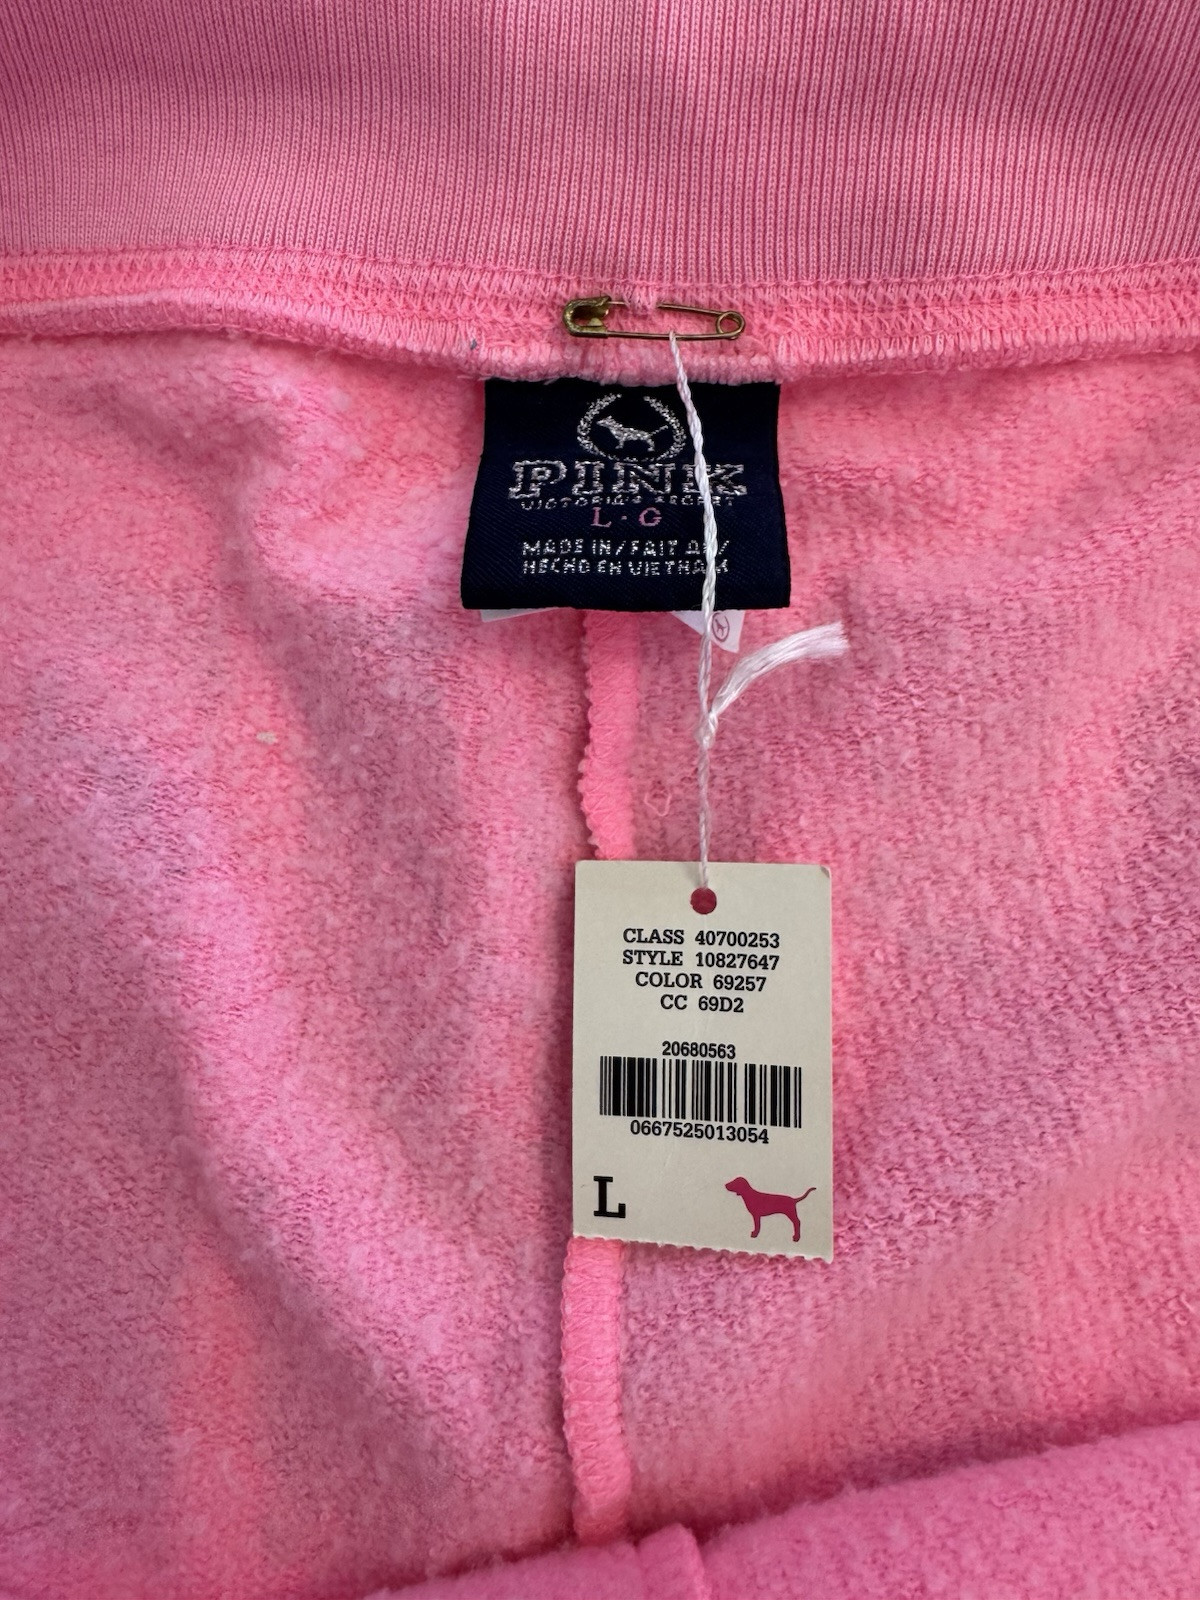 PINK
VICTORIA'S SECRET
L · G
MADE IN/FAIT AU/
HECHO EN VIETNAM
CLASS 40700253
STYLE 10827647
COLOR 69257
CC 69D2
20680563
0667525013054
L